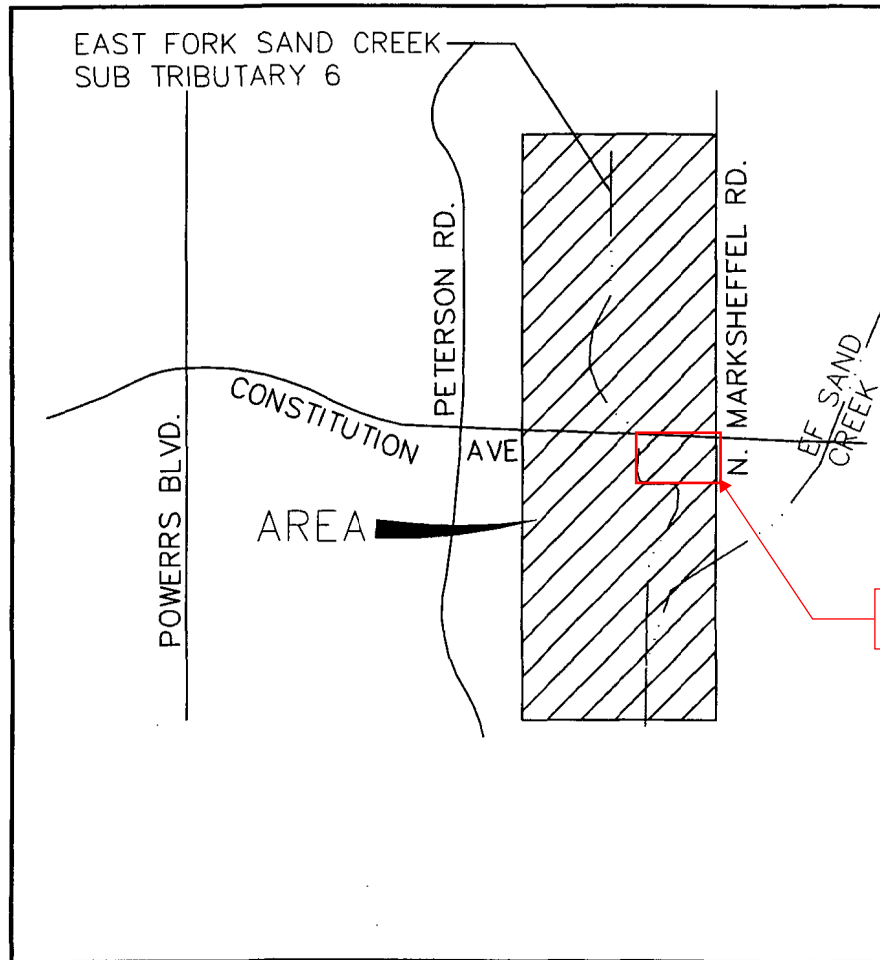 EAST FORK SAND CREEK
SUB TRIBUTARY 6
PETERSON RD.
N. MARKSHEFFEL RD.
EF SAND
CREEK
CONSTITUTION
AVE
POWERRS BLVD.
AREA